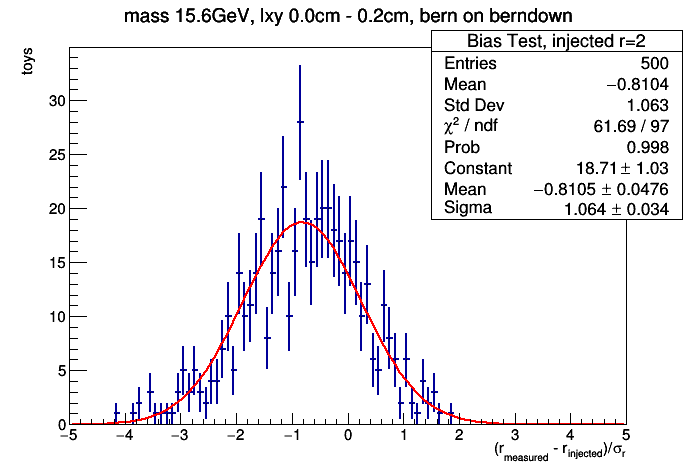 mass 15.6GeV, lxy 0.0cm - 0.2cm, bern on berndown
Bias Test, injected r=2
Entries 500
Mean −0.8104
Std Dev 1.063
χ² / ndf 61.69 / 97
Prob 0.998
Constant 18.71 ± 1.03
Mean −0.8105 ± 0.0476
Sigma 1.064 ± 0.034
toys
30
25
20
15
10
5
0
−5 −4 −3 −2 −1 0 1 2 3 4 5
(r_measured - r_injected)/σ_r